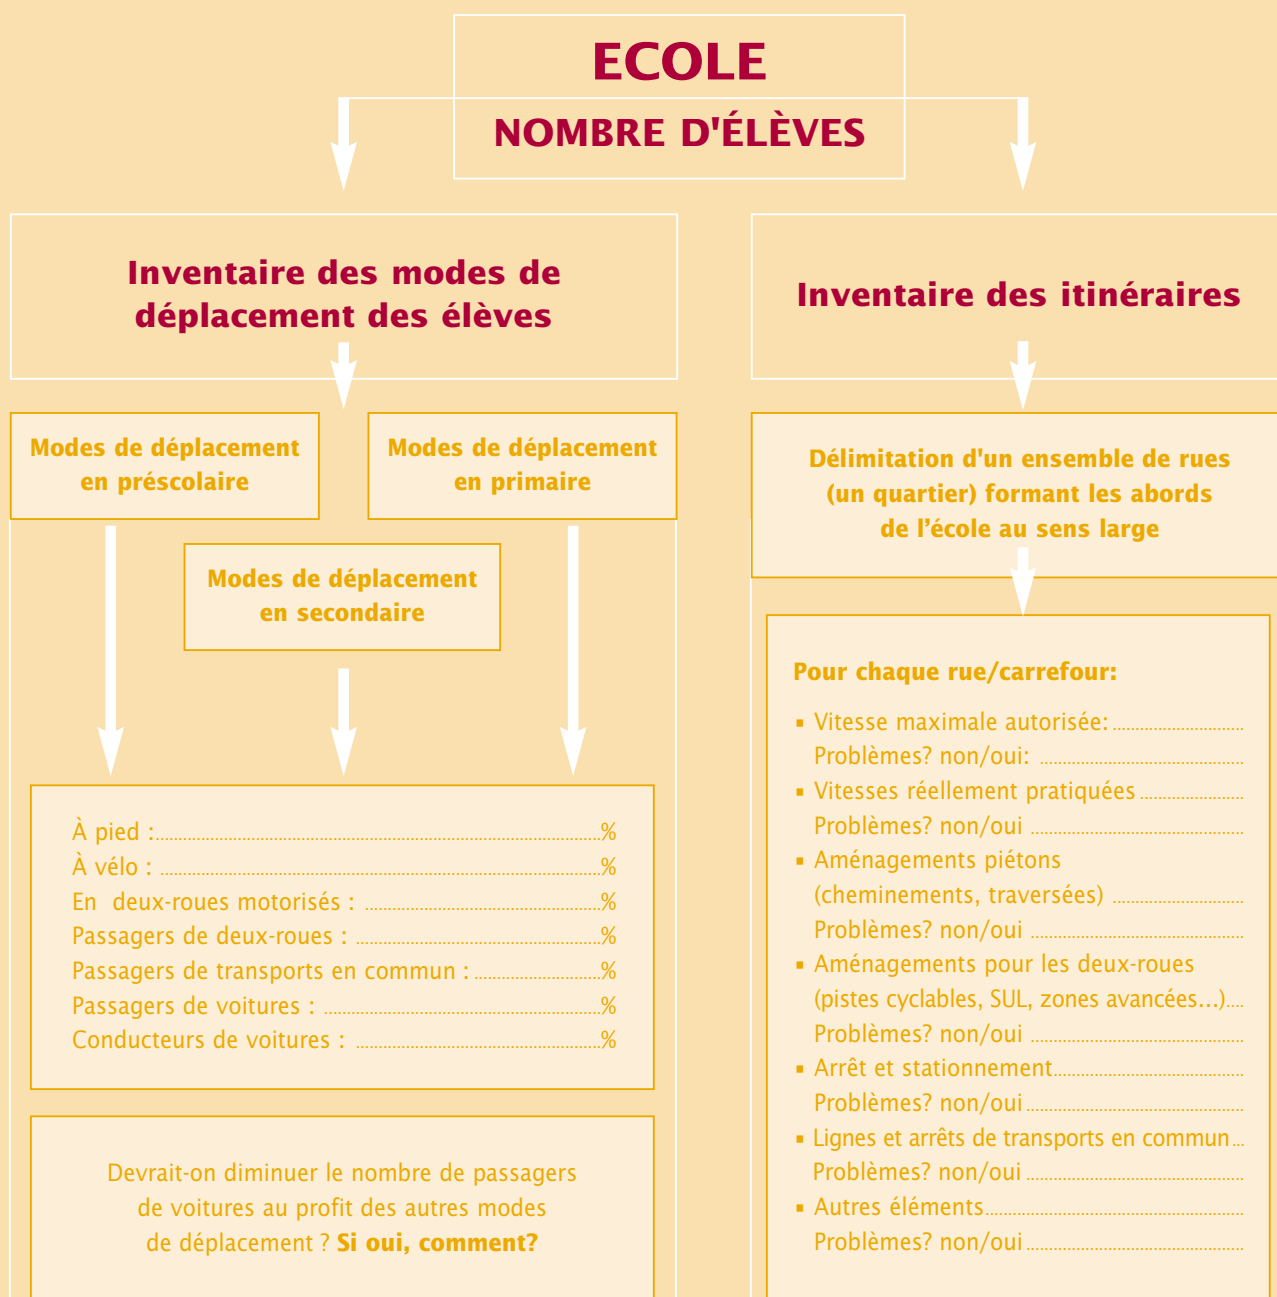 ECOLE
NOMBRE D'ÉLÈVES
Inventaire des modes de
déplacement des élèves
Modes de déplacement
en préscolaire
Modes de déplacement
en primaire
Modes de déplacement
en secondaire
À pied :..........%
À vélo : ..........%
En deux-roues motorisés : ..........%
Passagers de deux-roues : ..........%
Passagers de transports en commun : ..........%
Passagers de voitures : ..........%
Conducteurs de voitures : ..........%
Devrait-on diminuer le nombre de passagers
de voitures au profit des autres modes
de déplacement ? Si oui, comment?
Inventaire des itinéraires
Délimitation d'un ensemble de rues
(un quartier) formant les abords
de l'école au sens large
Pour chaque rue/carrefour:
▪ Vitesse maximale autorisée: ..........
Problèmes? non/oui: ..........
▪ Vitesses réellement pratiquées ..........
Problèmes? non/oui ..........
▪ Aménagements piétons
(cheminements, traversées) ..........
Problèmes? non/oui ..........
▪ Aménagements pour les deux-roues
(pistes cyclables, SUL, zones avancées...)....
Problèmes? non/oui ..........
▪ Arrêt et stationnement..........
Problèmes? non/oui ..........
▪ Lignes et arrêts de transports en commun ...
Problèmes? non/oui ..........
▪ Autres éléments..........
Problèmes? non/oui ..........